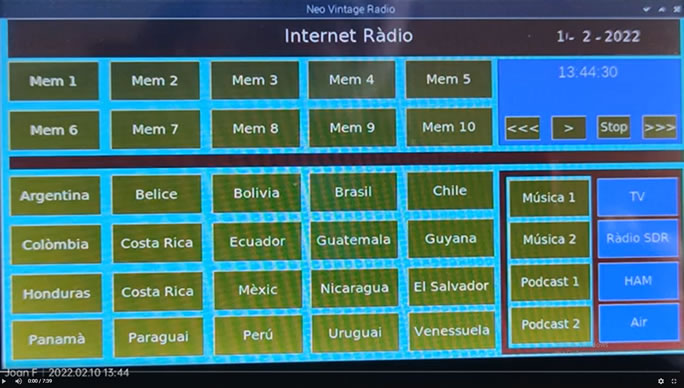 Neo Vintage Radio
Internet Ràdio
2 - 2022
Mem 1 Mem 2 Mem 3 Mem 4 Mem 5
13:44:30
Mem 6 Mem 7 Mem 8 Mem 9 Mem 10
<<< > Stop >>>
Argentina Belice Bolivia Brasil Chile
Música 1 TV
Colòmbia Costa Rica Ecuador Guatemala Guyana
Música 2 Ràdio SDR
Honduras Costa Rica Mèxic Nicaragua El Salvador
Podcast 1 HAM
Panamà Paraguai Perú Uruguai Venessuela
Podcast 2 Air
Joan F | 2022.02.10 13:44
0:00 / 7:39